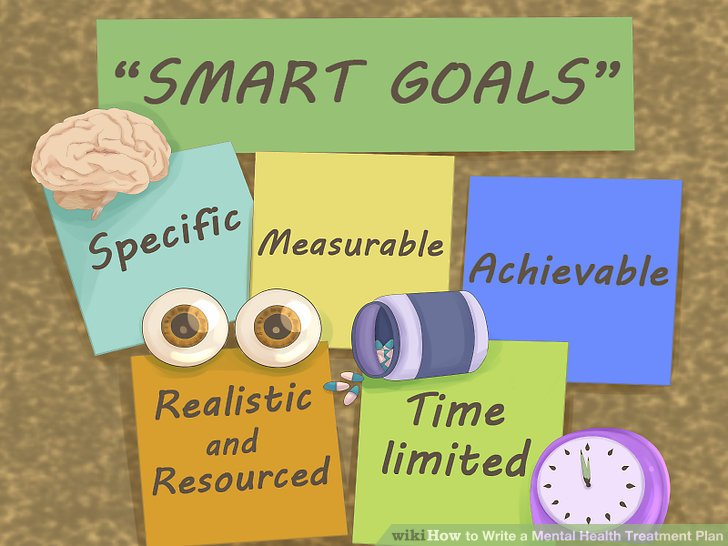 “SMART GOALS”
Specific
Measurable
Achievable
Realistic
and
Resourced
Time
limited
wikiHow to Write a Mental Health Treatment Plan